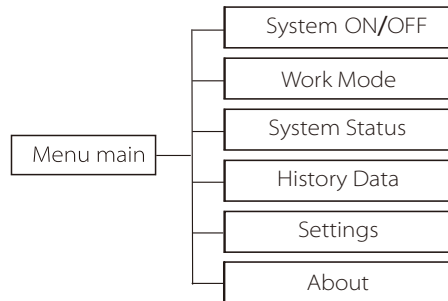 System ON/OFF
Work Mode
System Status
Menu main
History Data
Settings
About